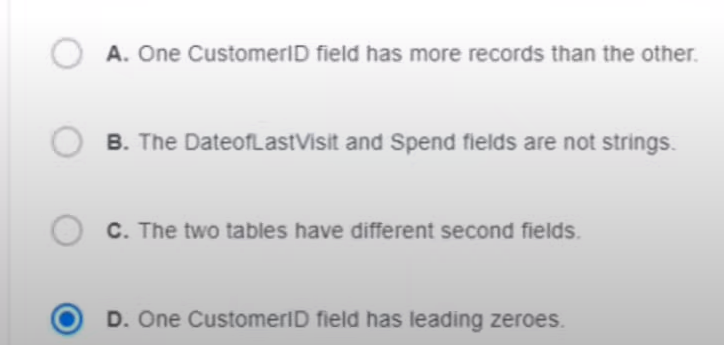 A. One CustomerID field has more records than the other.
B. The DateofLastVisit and Spend fields are not strings.
C. The two tables have different second fields.
D. One CustomerID field has leading zeroes.